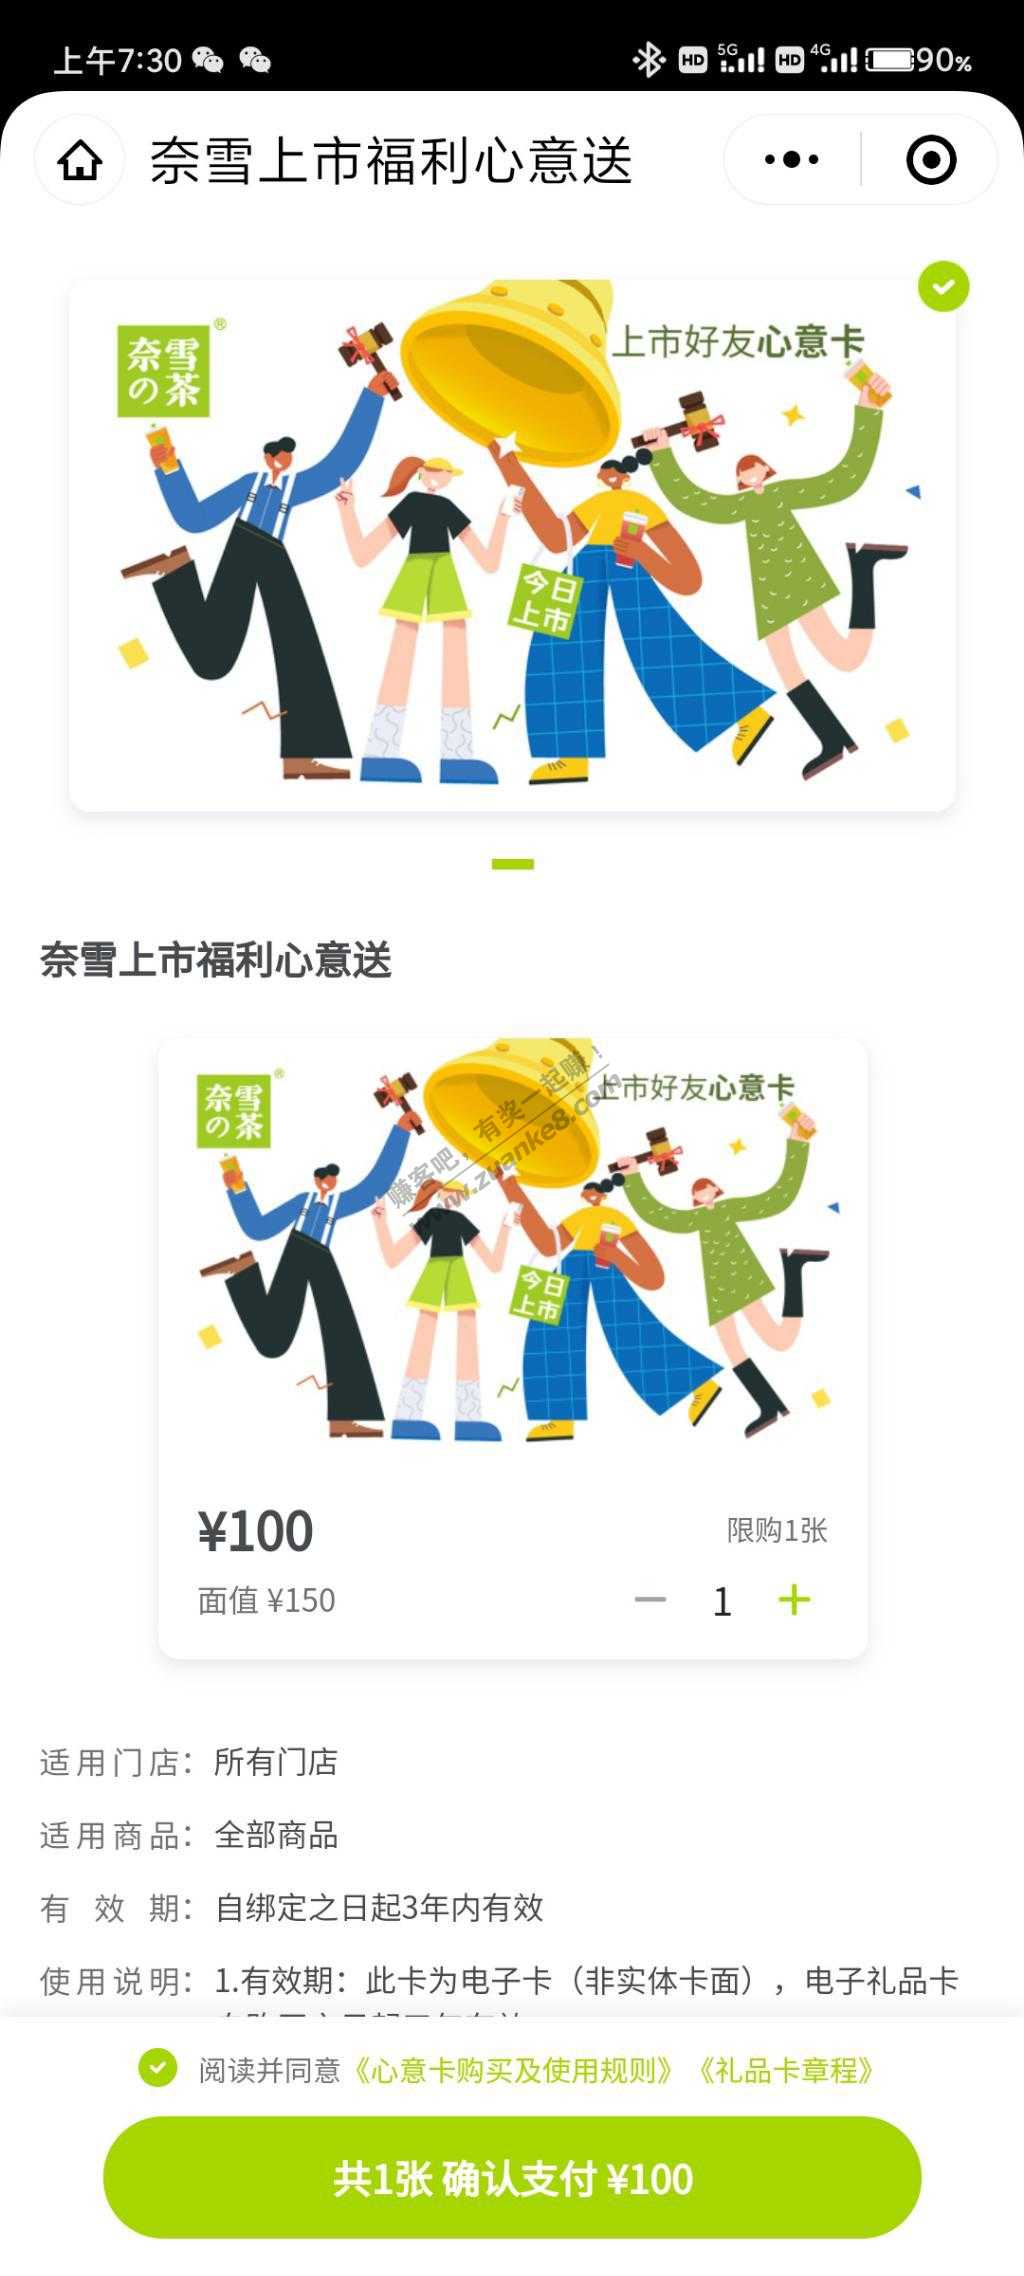 上午7:30 HD 5G HD 4G 90%
奈雪上市福利心意送
奈雪の茶®
上市好友心意卡
今日上市
奈雪上市福利心意送
奈雪の茶®
上市好友心意卡
赚客吧，有奖一起赚！
www.zuanke8.com
今日上市
¥100 限购1张
面值 ¥150 1
适用门店：所有门店
适用商品：全部商品
有效期：自绑定之日起3年内有效
使用说明：1.有效期：此卡为电子卡（非实体卡面），电子礼品卡
阅读并同意《心意卡购买及使用规则》《礼品卡章程》
共1张 确认支付 ¥100